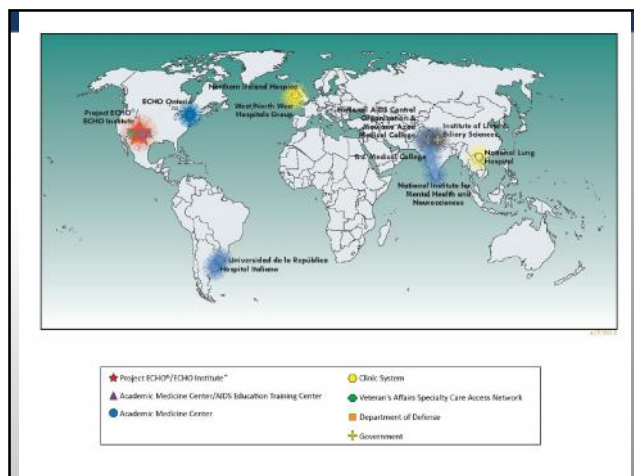 Northern Ireland Hospice
ECHO Ontario
West/North West
Hospitals Group
Project ECHO®/
ECHO Institute™
National AIDS Control
Organization &
Maulana Azad
Medical College
Institute of Liver &
Biliary Sciences
B.J. Medical College
National Lung
Hospital
National Institute for
Mental Health and
Neurosciences
Universidad de la República
Hospital Italiano
Project ECHO®/ECHO Institute™
Academic Medicine Center/AIDS Education Training Center
Academic Medicine Center
Clinic System
Veteran's Affairs Specialty Care Access Network
Department of Defense
Government